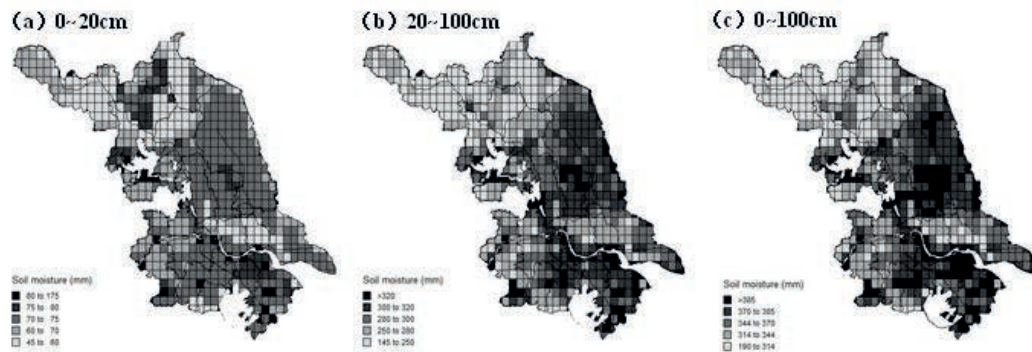 (a) 0~20cm
(b) 20~100cm
(c) 0~100cm
Soil moisture (mm)
80 to 175
75 to 80
70 to 75
60 to 70
45 to 60
Soil moisture (mm)
>320
300 to 320
280 to 300
250 to 280
145 to 250
Soil moisture (mm)
>385
370 to 385
344 to 370
314 to 344
190 to 314